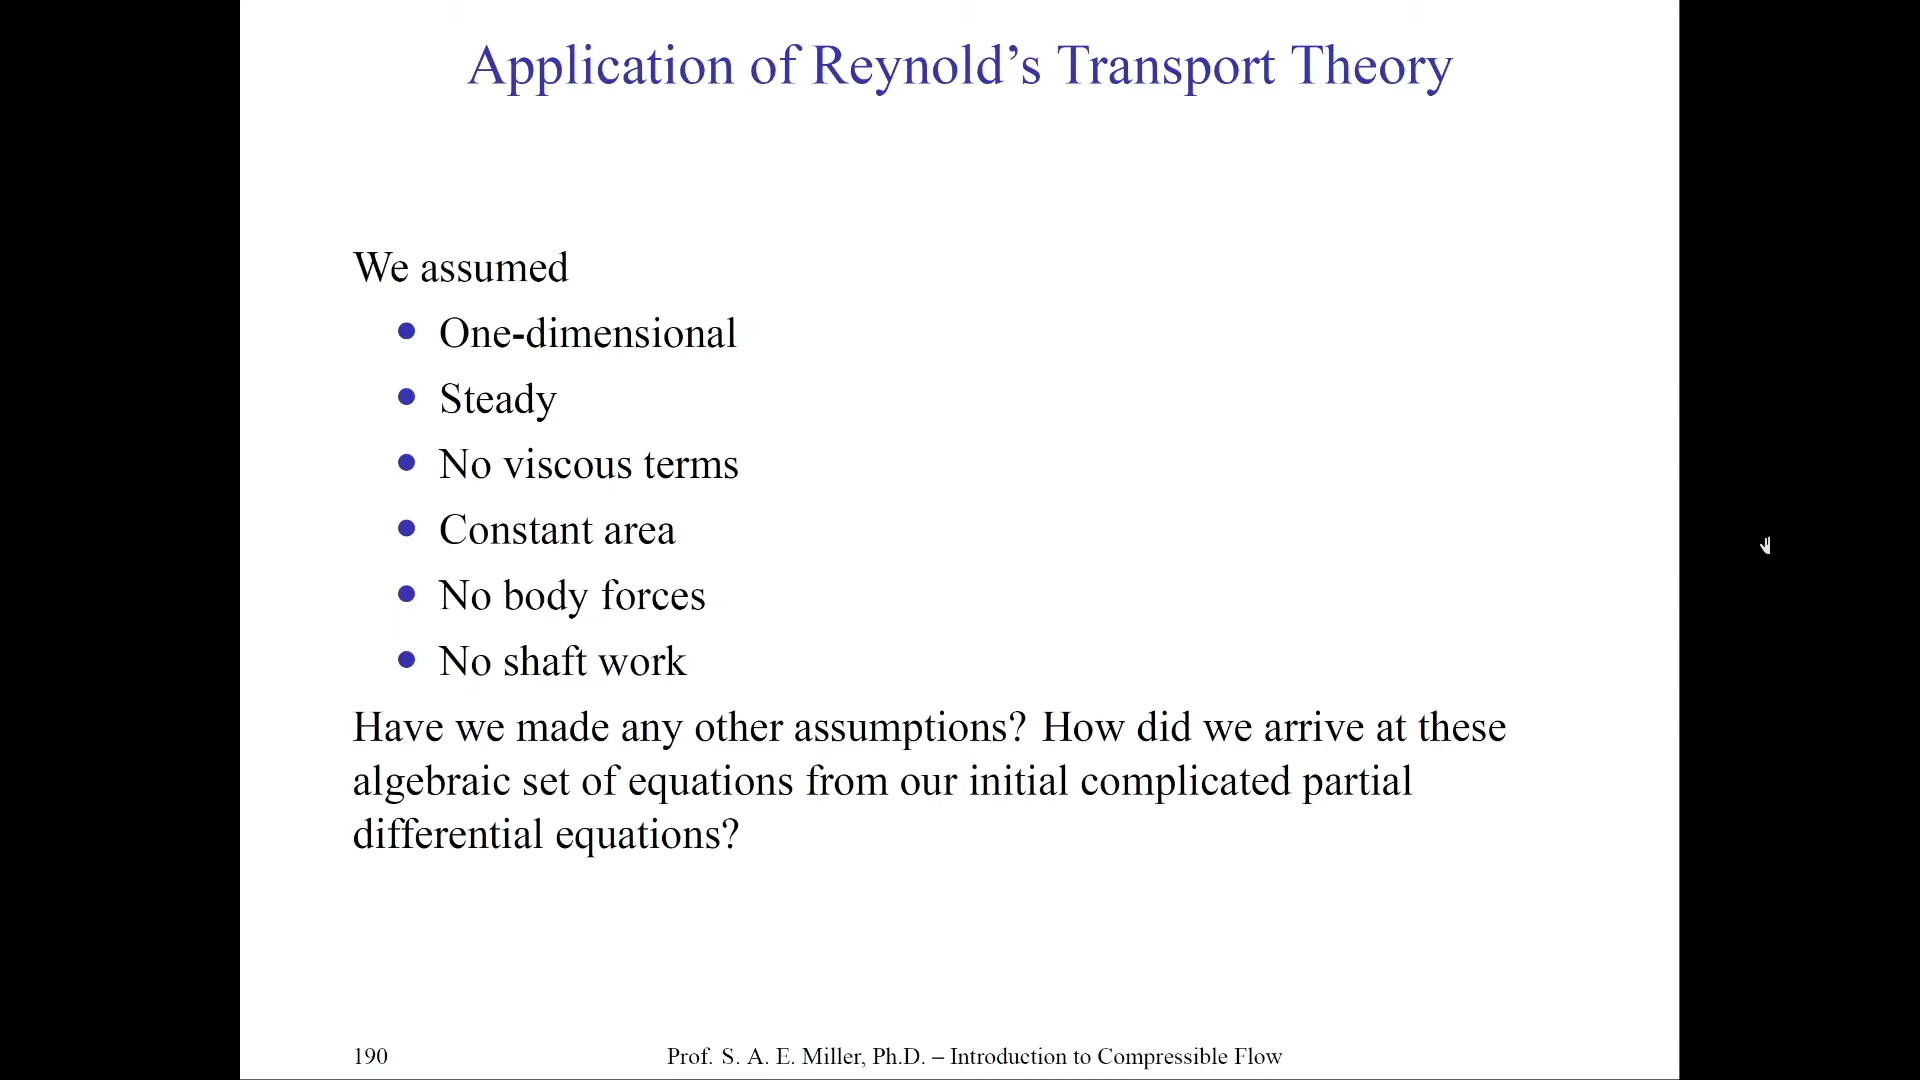 Application of Reynold’s Transport Theory
We assumed
• One-dimensional
• Steady
• No viscous terms
• Constant area
• No body forces
• No shaft work
Have we made any other assumptions? How did we arrive at these
algebraic set of equations from our initial complicated partial
differential equations?
190 Prof. S. A. E. Miller, Ph.D. – Introduction to Compressible Flow